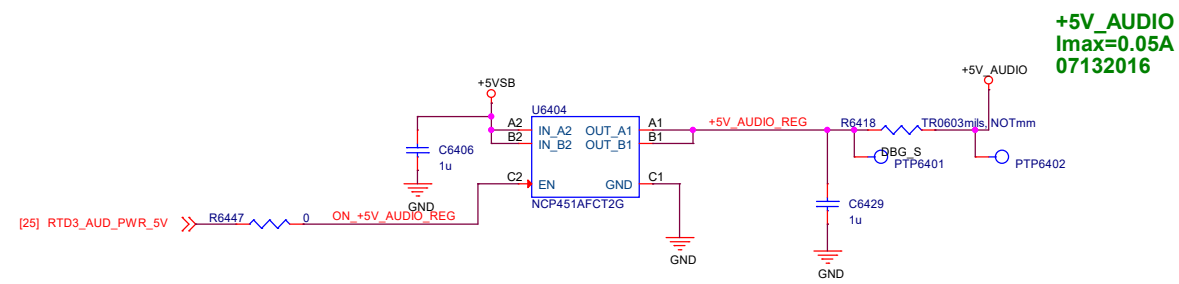 +5V_AUDIO
Imax=0.05A
07132016
+5VSB
+5V_AUDIO
U6404
A2 IN_A2 OUT_A1 A1 +5V_AUDIO_REG R6418 TR0603mils, NOTmm
B2 IN_B2 OUT_B1 B1
C6406
1u
DBG_S
PTP6401
PTP6402
C2 EN GND C1
GND
NCP451AFCT2G
C6429
1u
[25] RTD3_AUD_PWR_5V R6447 0 ON_+5V_AUDIO_REG
GND
GND